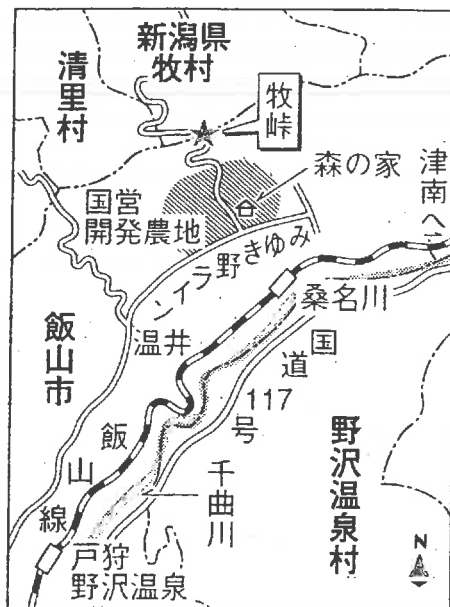 新潟県
牧村
清里村
牧峠
森の家
津南へ
国営
開発農地
みゆき野ライン
桑名川
温井
飯山市
国道117号
飯山線
千曲川
野沢温泉村
戸狩
野沢温泉
N